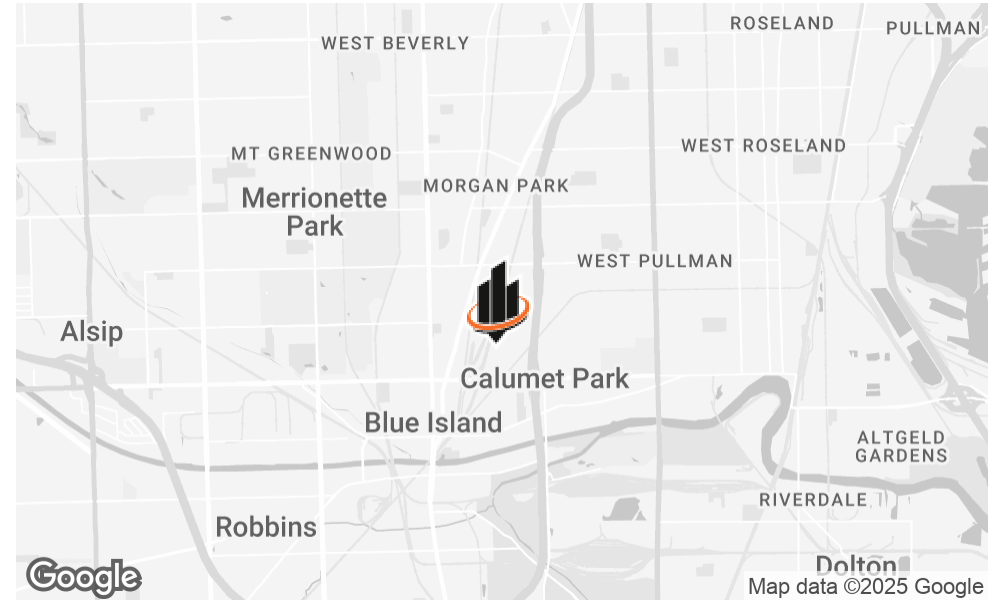 ROSELAND
PULLMAN
WEST BEVERLY
WEST ROSELAND
MT GREENWOOD
MORGAN PARK
Merrionette
Park
WEST PULLMAN
Alsip
Calumet Park
Blue Island
ALTGELD
GARDENS
RIVERDALE
Robbins
Dolton
Google
Map data ©2025 Google